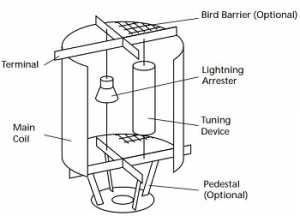 Bird Barrier (Optional)
Terminal
Lightning
Arrester
Main
Coil
Tuning
Device
Pedestal
(Optional)